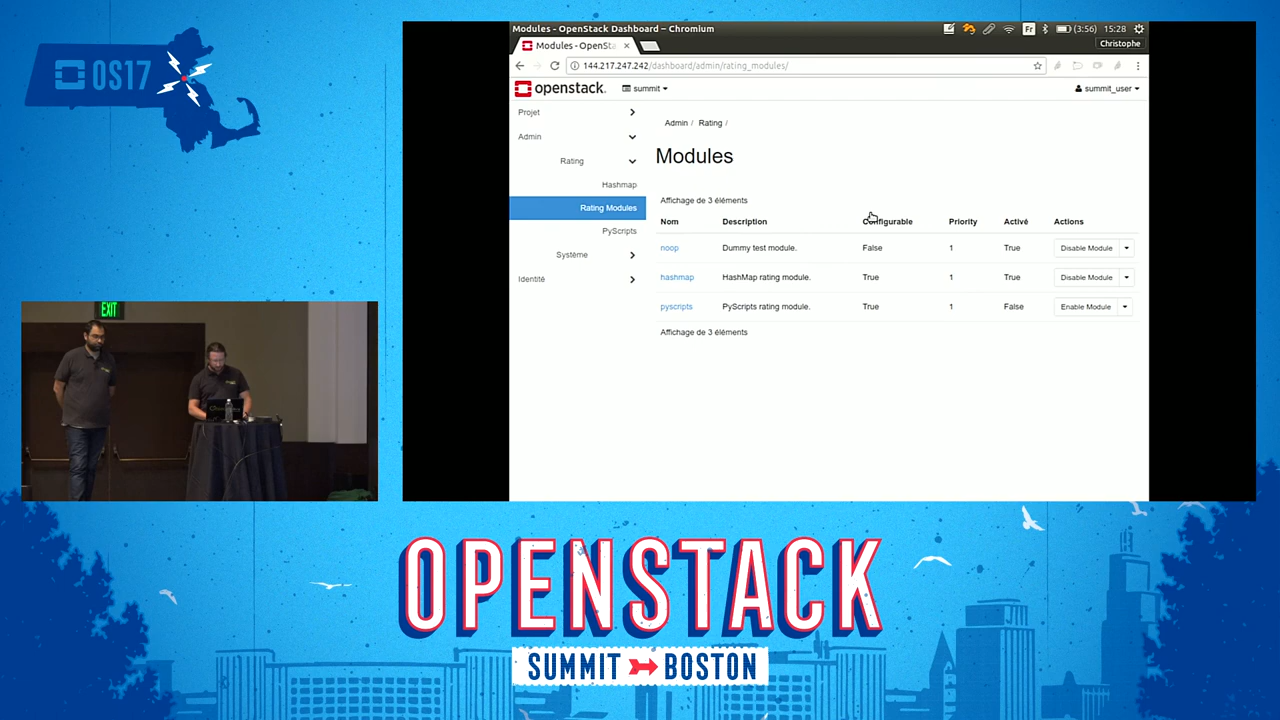 OS17
Modules - OpenStack Dashboard – Chromium
Fr
(3:56)
15:28
Modules - OpenSta
Christophe
144.217.247.242/dashboard/admin/rating_modules/
openstack.
summit
summit_user
Projet
Admin
Rating
Hashmap
Rating Modules
PyScripts
Système
Identité
Admin / Rating /
Modules
Affichage de 3 éléments
Nom Description Configurable Priority Activé Actions
noop Dummy test module. False 1 True Disable Module
hashmap HashMap rating module. True 1 True Disable Module
pyscripts PyScripts rating module. True 1 False Enable Module
Affichage de 3 éléments
EXIT
OPENSTACK
SUMMIT BOSTON